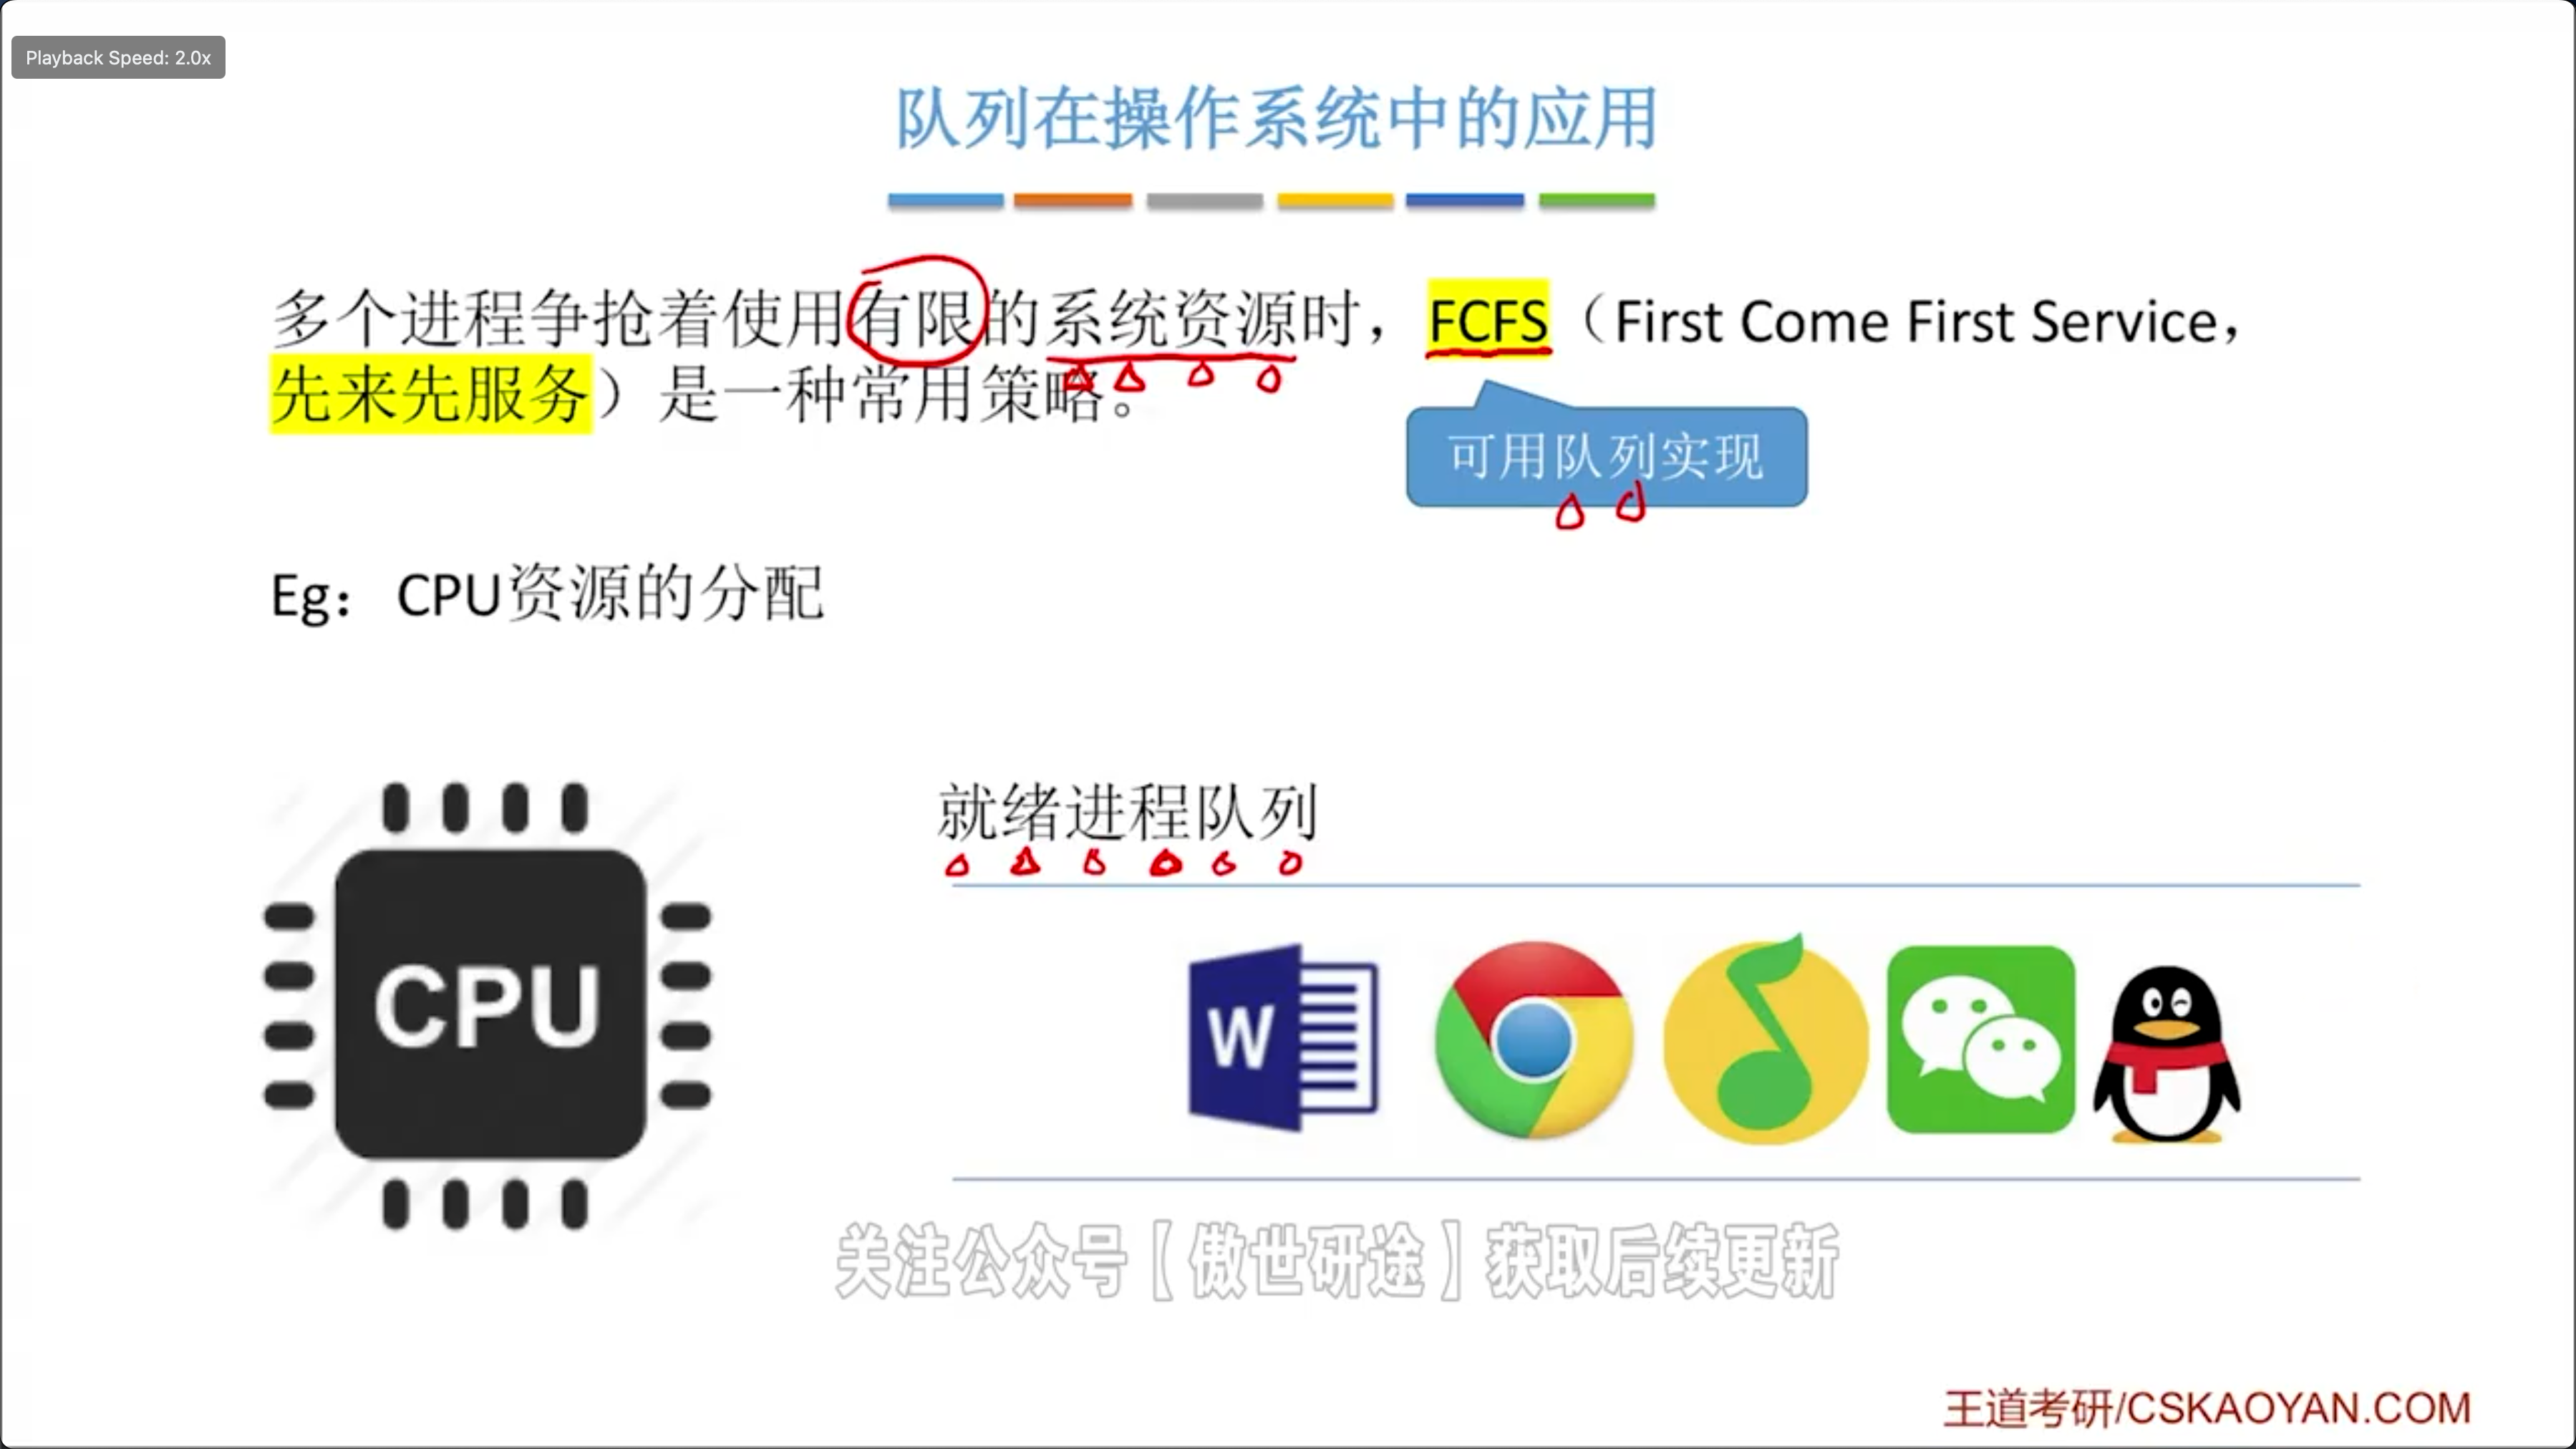 Playback Speed: 2.0x
队列在操作系统中的应用
多个进程争抢着使用有限的系统资源时，FCFS（First Come First Service，
先来先服务）是一种常用策略。
可用队列实现
Eg：CPU资源的分配
就绪进程队列
CPU
W
关注公众号【傲世研途】获取后续更新
王道考研/CSKAOYAN.COM